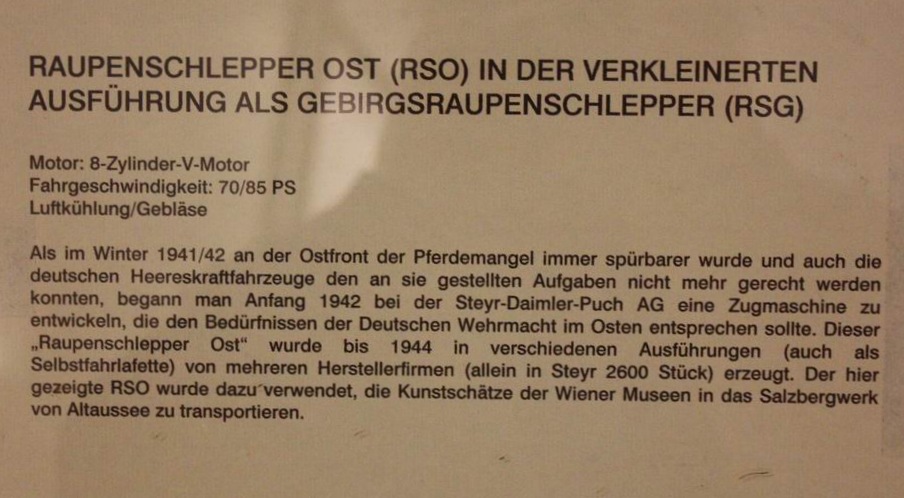 RAUPENSCHLEPPER OST (RSO) IN DER VERKLEINERTEN
AUSFÜHRUNG ALS GEBIRGSRAUPENSCHLEPPER (RSG)
Motor: 8-Zylinder-V-Motor
Fahrgeschwindigkeit: 70/85 PS
Luftkühlung/Gebläse
Als im Winter 1941/42 an der Ostfront der Pferdemangel immer spürbarer wurde und auch die
deutschen Heereskraftfahrzeuge den an sie gestellten Aufgaben nicht mehr gerecht werden
konnten, begann man Anfang 1942 bei der Steyr-Daimler-Puch AG eine Zugmaschine zu
entwickeln, die den Bedürfnissen der Deutschen Wehrmacht im Osten entsprechen sollte. Dieser
„Raupenschlepper Ost“ wurde bis 1944 in verschiedenen Ausführungen (auch als
Selbstfahrlafette) von mehreren Herstellerfirmen (allein in Steyr 2600 Stück) erzeugt. Der hier
gezeigte RSO wurde dazu verwendet, die Kunstschätze der Wiener Museen in das Salzbergwerk
von Altaussee zu transportieren.